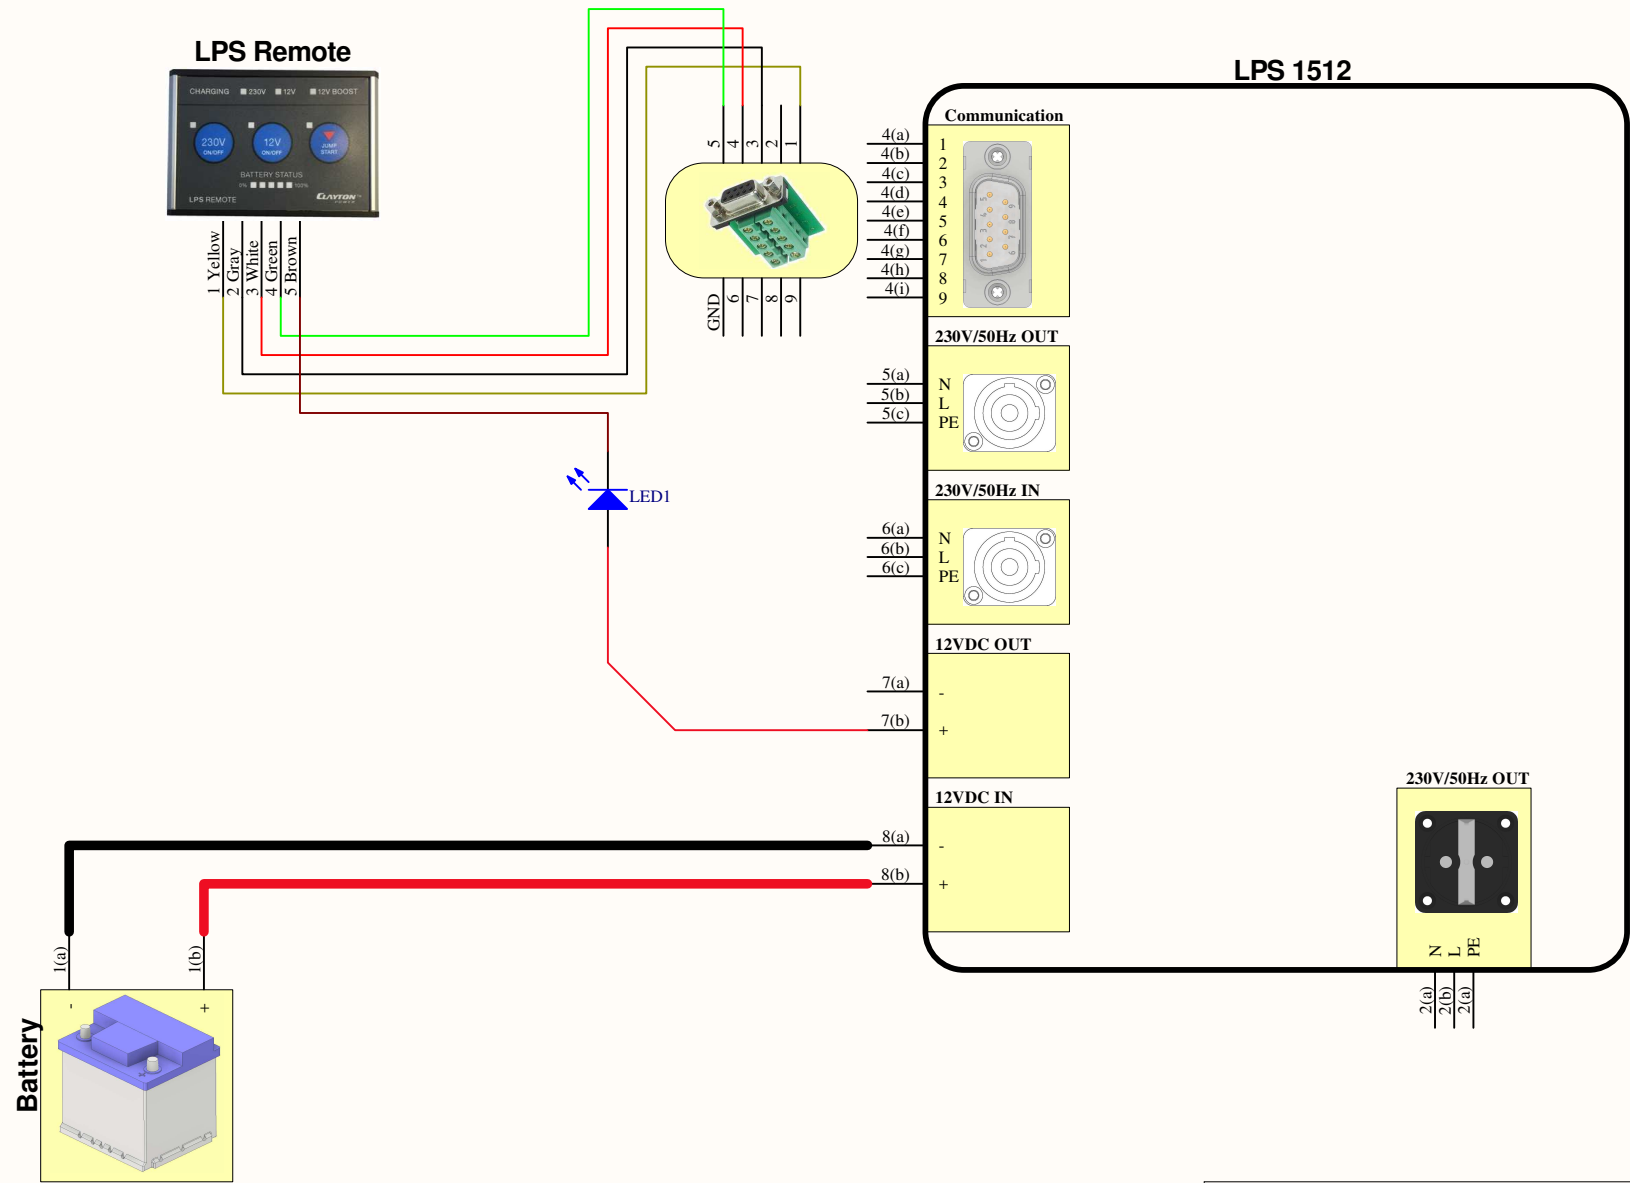 LPS Remote
CHARGING 230V 12V 12V BOOST
230V ON/OFF
12V ON/OFF
JUMP START
BATTERY STATUS
0% 100%
LPS REMOTE
CLAYTON POWER
1 Yellow
2 Gray
3 White
4 Green
5 Brown
5
4
3
2
1
GND
6
7
8
9
LED1
LPS 1512
Communication
4(a) 1
4(b) 2
4(c) 3
4(d) 4
4(e) 5
4(f) 6
4(g) 7
4(h) 8
4(i) 9
230V/50Hz OUT
5(a) N
5(b) L
5(c) PE
230V/50Hz IN
6(a) N
6(b) L
6(c) PE
12VDC OUT
7(a) -
7(b) +
12VDC IN
8(a) -
8(b) +
230V/50Hz OUT
N
L
PE
2(a)
2(b)
2(a)
1(a)
1(b)
- +
Battery